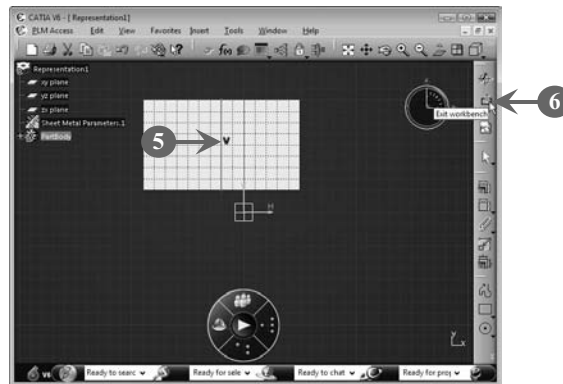 CATIA V6 - [ Representation1]
PLM Access Edit View Favorites Insert Tools Window Help
Representation1
xy plane
yz plane
zx plane
Sheet Metal Parameters.1
PartBody
5
V
6
Exit workbench
H
y
x
V6
Ready to searc
Ready for sele
Ready to chat
Ready for proj